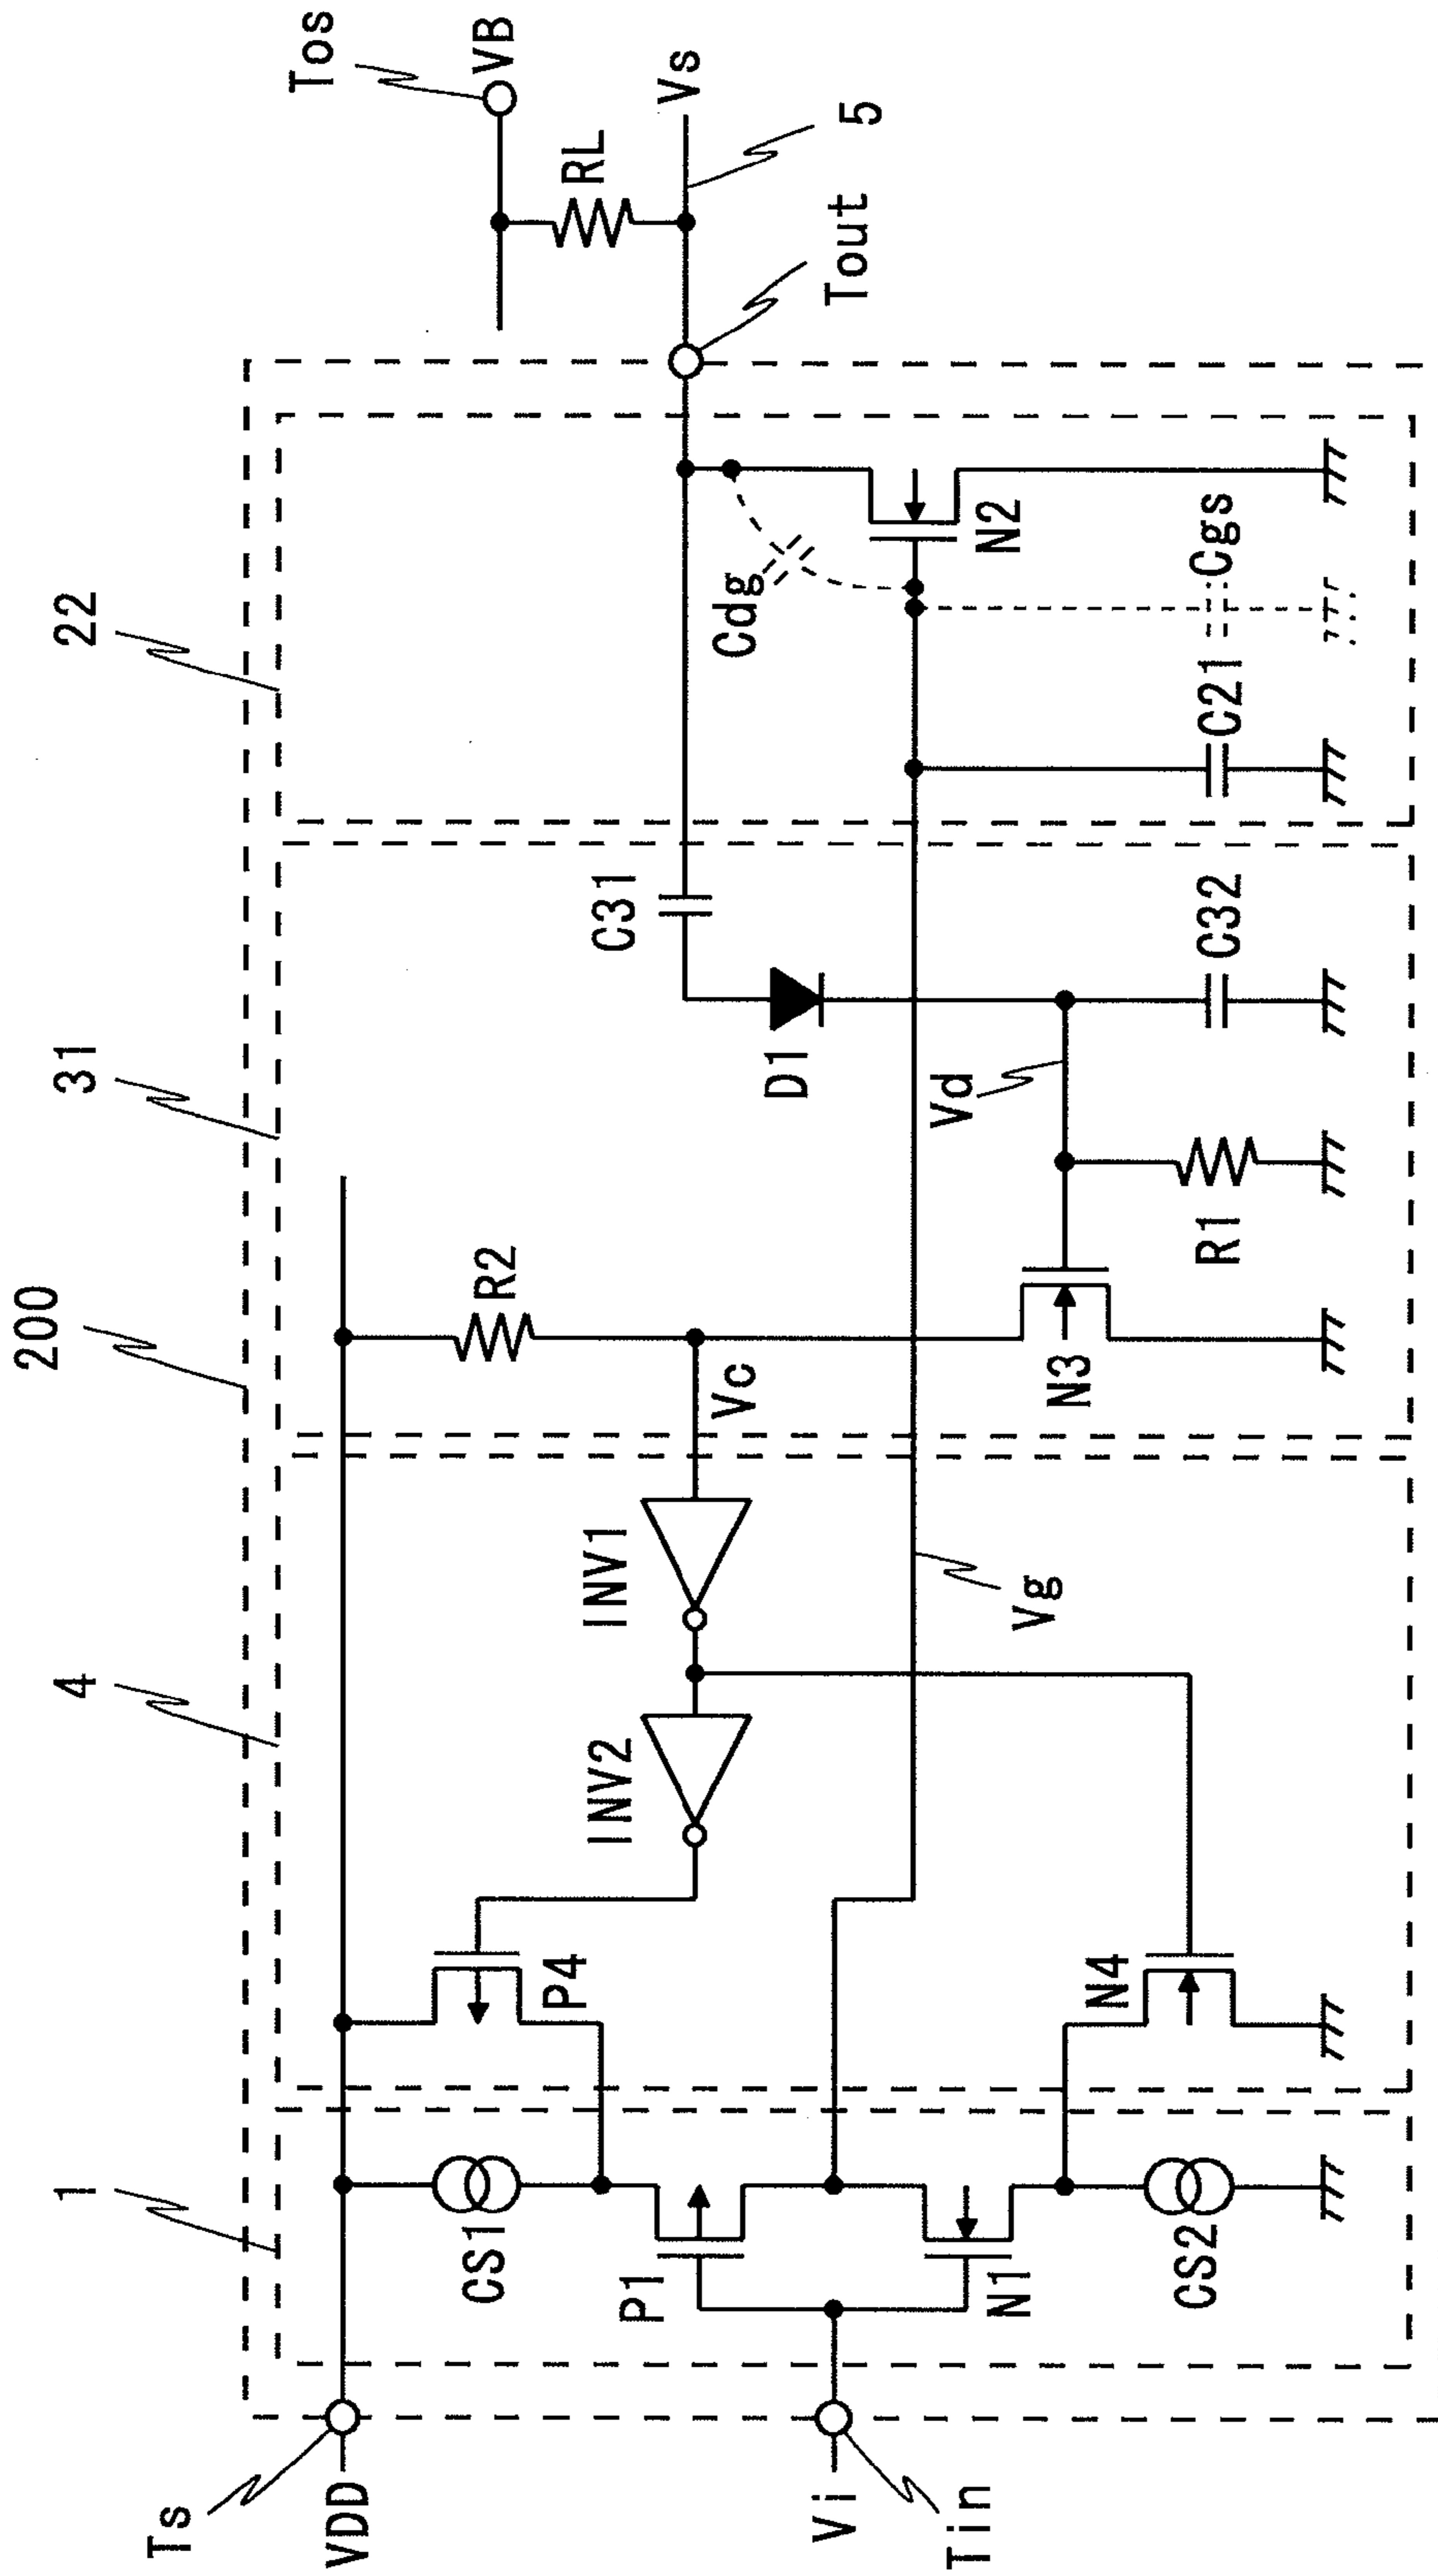 200
1
4
31
22
Ts
VDD
Tos
VB
CS1
P4
R2
RL
INV2
INV1
Vc
C31
Vs
5
Tout
P1
Vi
Tin
N1
D1
Cdg
Vg
Vd
N2
N4
N3
CS2
R1
C32
C21
Cgs